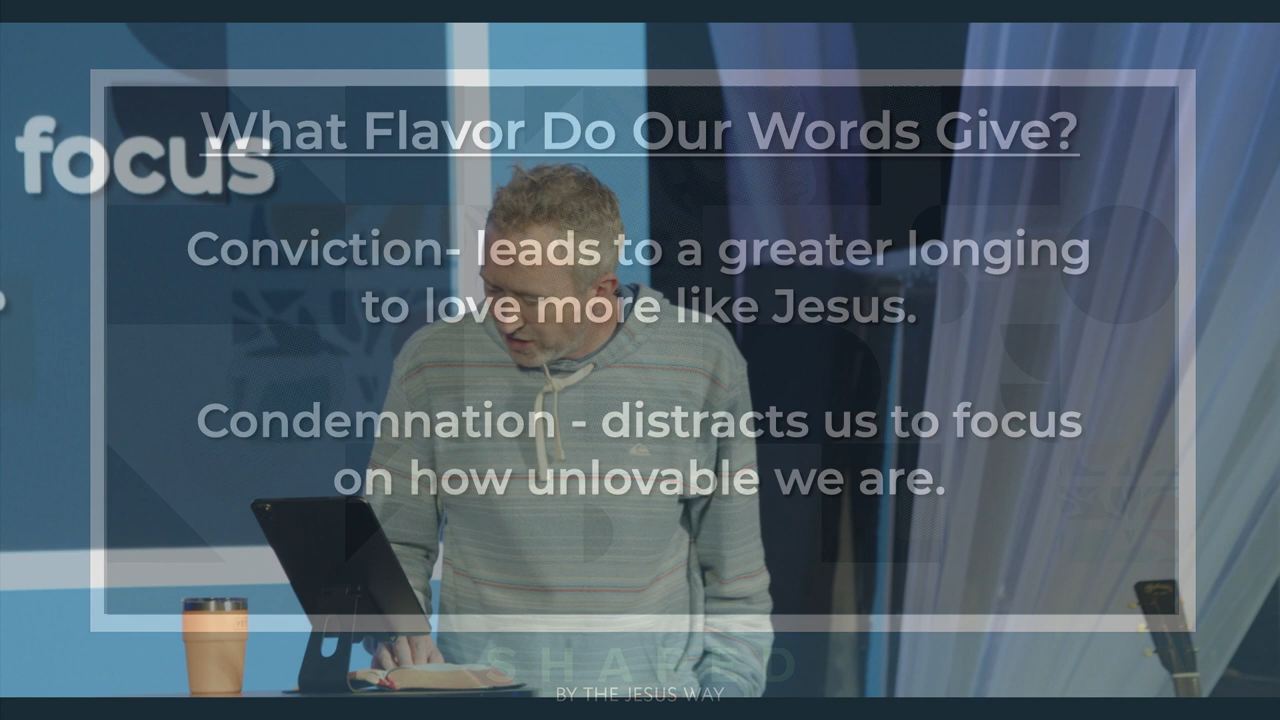 focus
What Flavor Do Our Words Give?
Conviction- leads to a greater longing
to love more like Jesus.
Condemnation - distracts us to focus
on how unlovable we are.
SHAPED
BY THE JESUS WAY